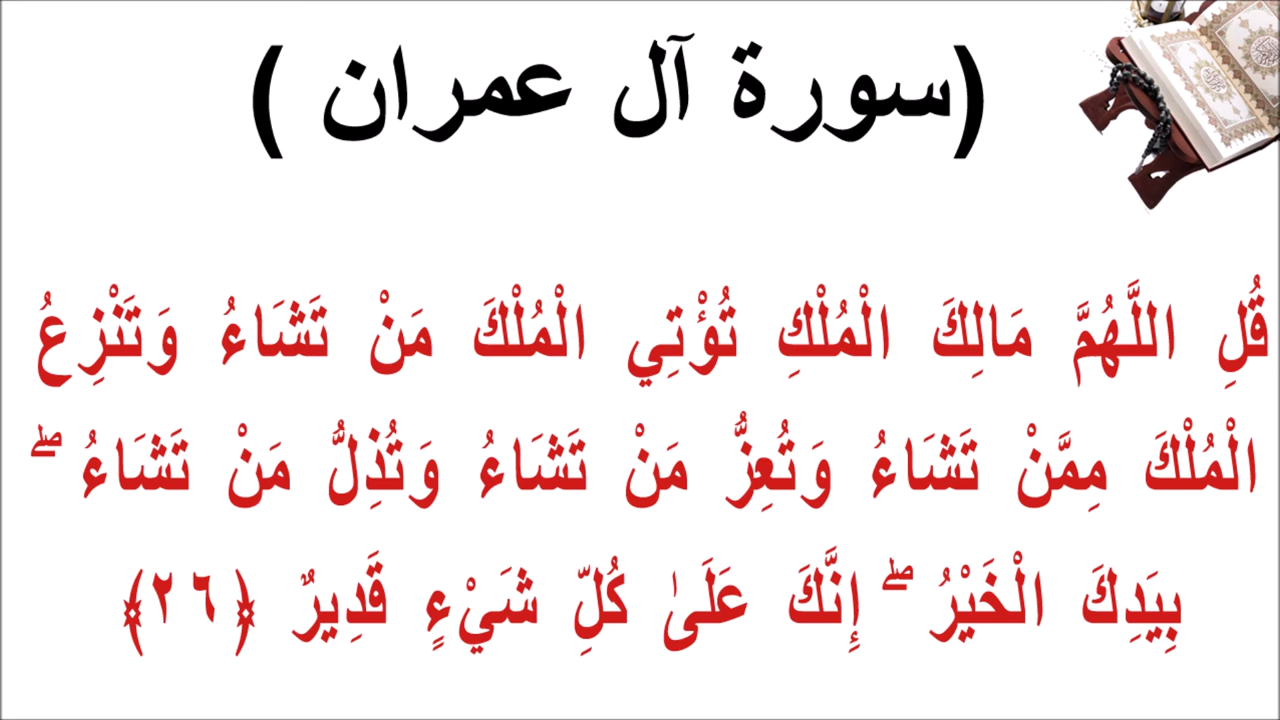 (سورة آل عمران )
قُلِ اللَّهُمَّ مَالِكَ الْمُلْكِ تُؤْتِي الْمُلْكَ مَنْ تَشَاءُ وَتَنْزِعُ
الْمُلْكَ مِمَّنْ تَشَاءُ وَتُعِزُّ مَنْ تَشَاءُ وَتُذِلُّ مَنْ تَشَاءُ ۖ
بِيَدِكَ الْخَيْرُ ۖ إِنَّكَ عَلَىٰ كُلِّ شَيْءٍ قَدِيرٌ ﴿٢٦﴾